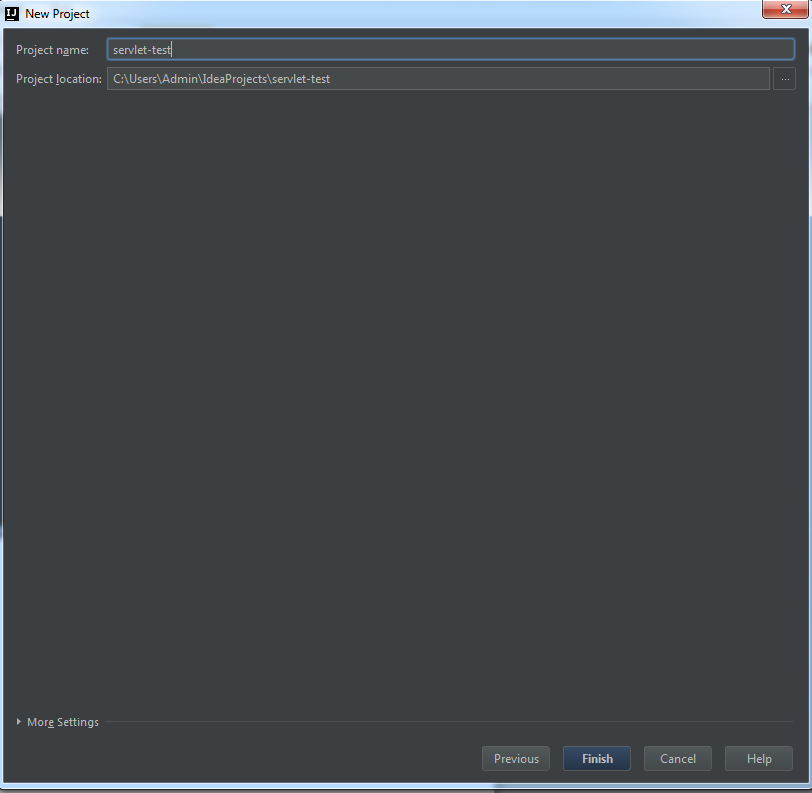 IJ New Project
Project name: servlet-test
Project location: C:\Users\Admin\IdeaProjects\servlet-test ...
More Settings
Previous Finish Cancel Help